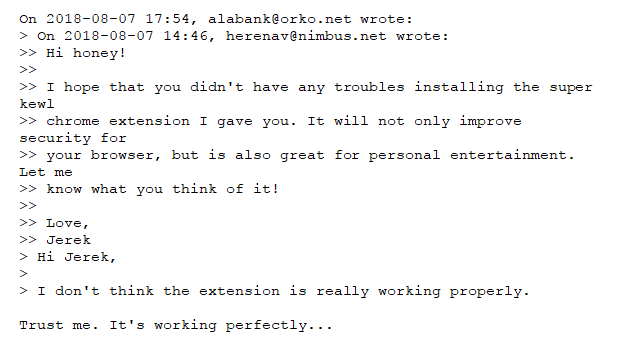 On 2018-08-07 17:54, alabank@orko.net wrote:
> On 2018-08-07 14:46, herenav@nimbus.net wrote:
>> Hi honey!
>>
>> I hope that you didn't have any troubles installing the super
kewl
>> chrome extension I gave you. It will not only improve
security for
>> your browser, but is also great for personal entertainment.
Let me
>> know what you think of it!
>>
>> Love,
>> Jerek
> Hi Jerek,
>
> I don't think the extension is really working properly.

Trust me. It's working perfectly...